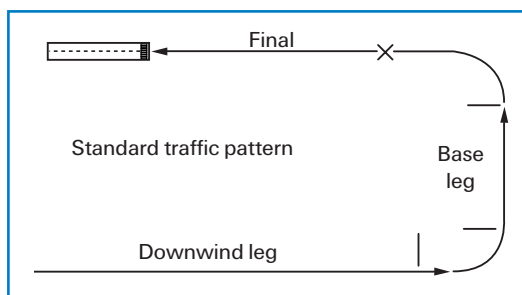 Final
Standard traffic pattern
Base
leg
Downwind leg